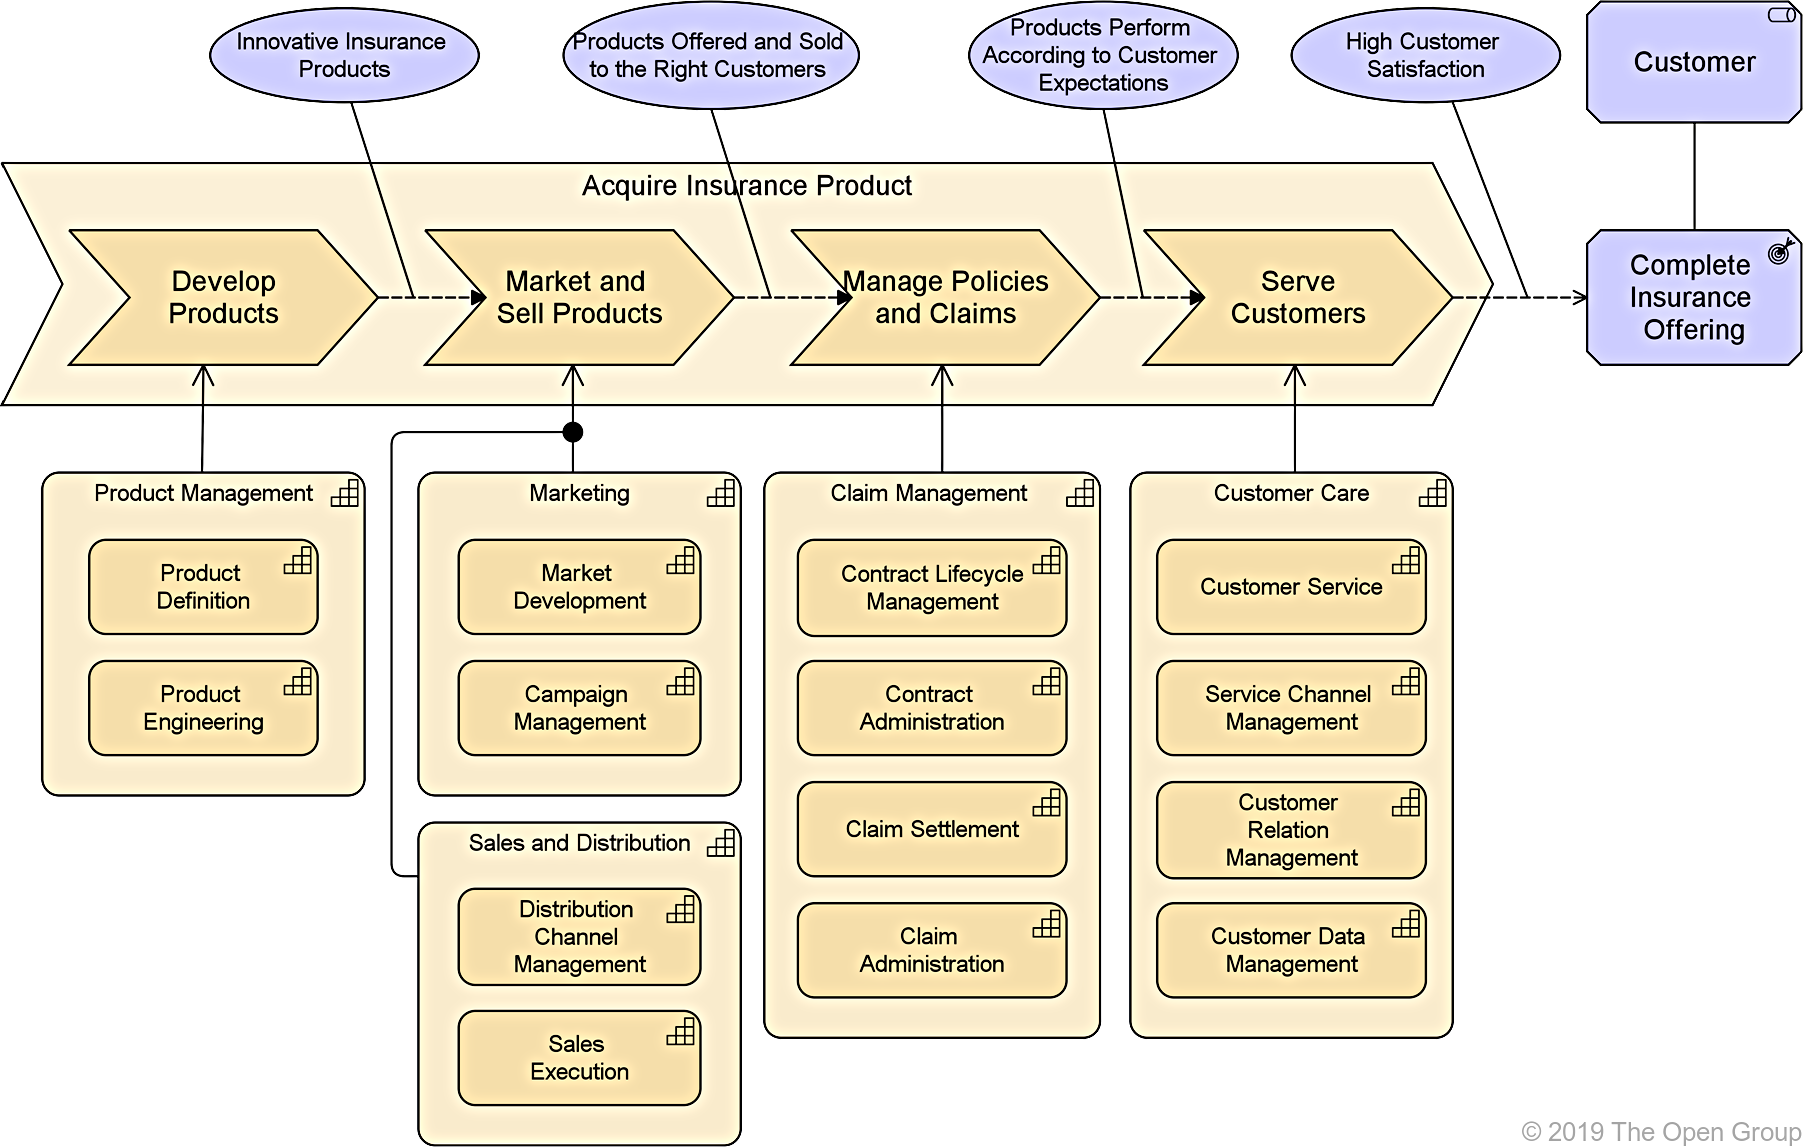 Innovative Insurance
Products
Products Offered and Sold
to the Right Customers
Products Perform
According to Customer
Expectations
High Customer
Satisfaction
Customer
Acquire Insurance Product
Develop
Products
Market and
Sell Products
Manage Policies
and Claims
Serve
Customers
Complete
Insurance
Offering
Product Management
Product
Definition
Product
Engineering
Marketing
Market
Development
Campaign
Management
Sales and Distribution
Distribution
Channel
Management
Sales
Execution
Claim Management
Contract Lifecycle
Management
Contract
Administration
Claim Settlement
Claim
Administration
Customer Care
Customer Service
Service Channel
Management
Customer
Relation
Management
Customer Data
Management
© 2019 The Open Group